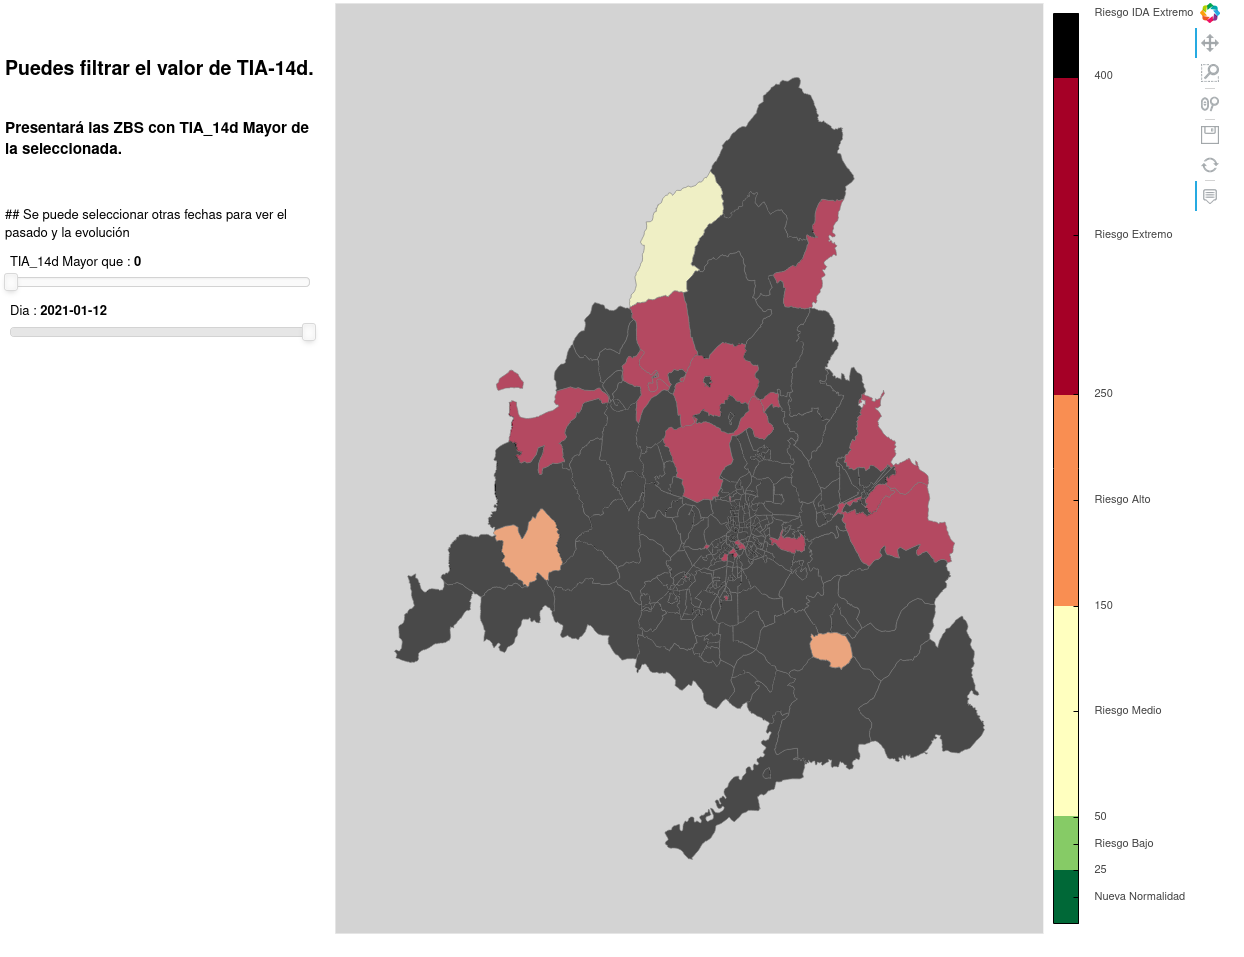 Puedes filtrar el valor de TIA-14d.
Presentará las ZBS con TIA_14d Mayor de
la seleccionada.
## Se puede seleccionar otras fechas para ver el
pasado y la evolución
TIA_14d Mayor que : 0
Dia : 2021-01-12
Riesgo IDA Extremo
400
Riesgo Extremo
250
Riesgo Alto
150
Riesgo Medio
50
Riesgo Bajo
25
Nueva Normalidad